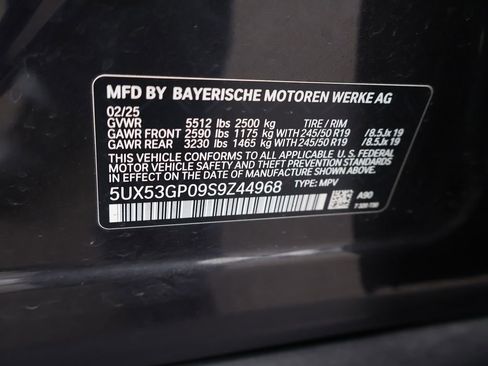 MFD BY BAYERISCHE MOTOREN WERKE AG
02/25
GVWR 5512 lbs 2500 kg TIRE / RIM
GAWR FRONT 2590 lbs 1175 kg WITH 245/50 R19 / 8.5Jx 19
GAWR REAR 3230 lbs 1465 kg WITH 245/50 R19 / 8.5Jx 19
THIS VEHICLE CONFORMS TO ALL APPLICABLE U.S. FEDERAL
MOTOR VEHICLE SAFETY AND THEFT PREVENTION STANDARDS
IN EFFECT ON THE DATE OF MANUFACTURE SHOWN ABOVE.
5UX53GP09S9Z44968 TYPE: MPV A90